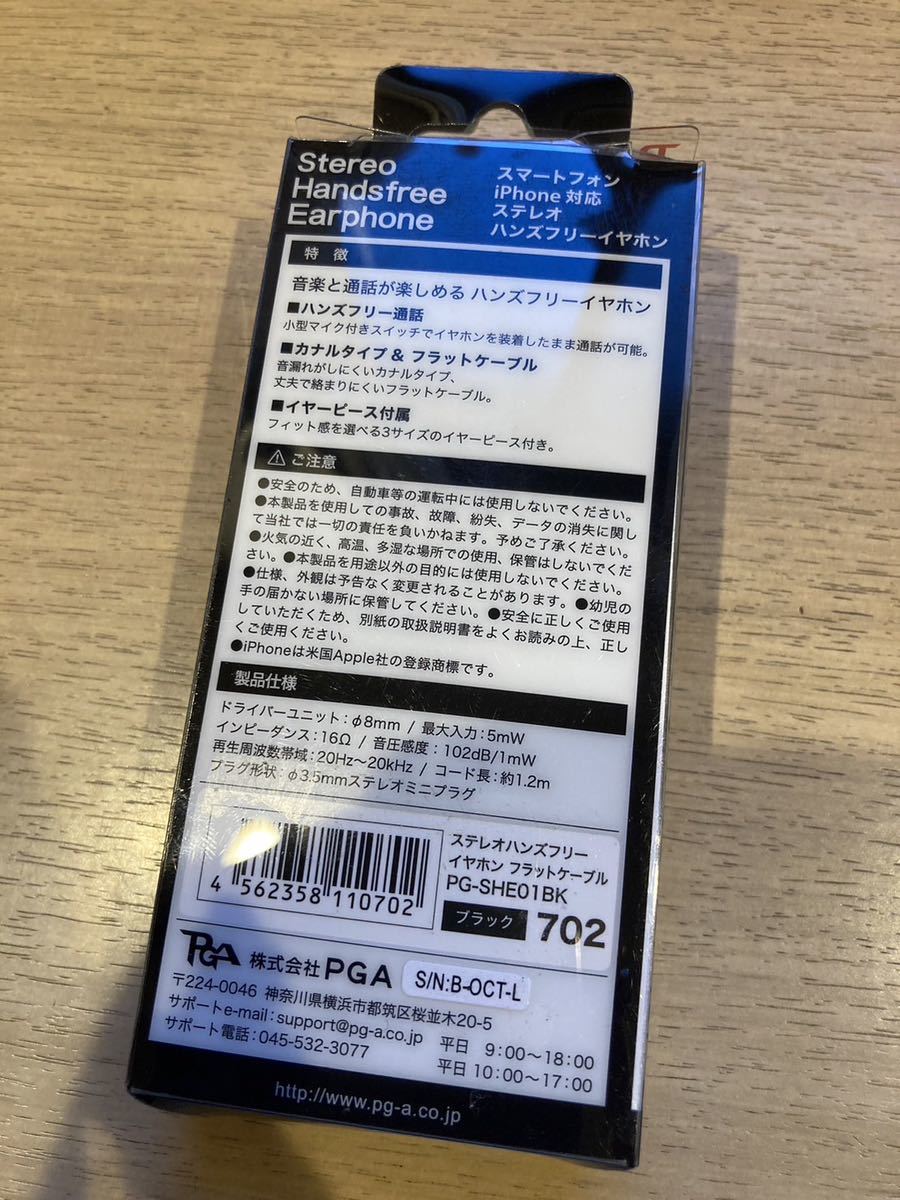 Stereo
Handsfree
Earphone
スマートフォン
iPhone 対応
ステレオ
ハンズフリーイヤホン
特 徴
音楽と通話が楽しめる ハンズフリーイヤホン
■ハンズフリー通話
小型マイク付きスイッチでイヤホンを装着したまま通話が可能。
■カナルタイプ & フラットケーブル
音漏れがしにくいカナルタイプ、
丈夫で絡まりにくいフラットケーブル。
■イヤーピース付属
フィット感を選べる3サイズのイヤーピース付き。
⚠ ご注意
●安全のため、自動車等の運転中には使用しないでください。
●本製品を使用しての事故、故障、紛失、データの消失に関し
て当社では一切の責任を負いかねます。予めご了承ください。
●火気の近く、高温、多湿な場所での使用、保管はしないでくだ
さい。●本製品を用途以外の目的には使用しないでください。
●仕様、外観は予告なく変更されることがあります。●幼児の
手の届かない場所に保管してください。●安全に正しくご使用
していただくため、別紙の取扱説明書をよくお読みの上、正し
くご使用ください。
●iPhoneは米国Apple社の登録商標です。
製品仕様
ドライバーユニット：φ8mm / 最大入力：5mW
インピーダンス：16Ω / 音圧感度：102dB/1mW
再生周波数帯域：20Hz～20kHz / コード長：約1.2m
プラグ形状：φ3.5mmステレオミニプラグ
4 562358 110702
ステレオハンズフリー
イヤホン フラットケーブル
PG-SHE01BK
ブラック 702
PGA 株式会社PGA S/N:B-OCT-L
〒224-0046 神奈川県横浜市都筑区桜並木20-5
サポートe-mail：support@pg-a.co.jp 平日 9:00～18:00
サポート電話：045-532-3077 平日 10:00～17:00
http://www.pg-a.co.jp